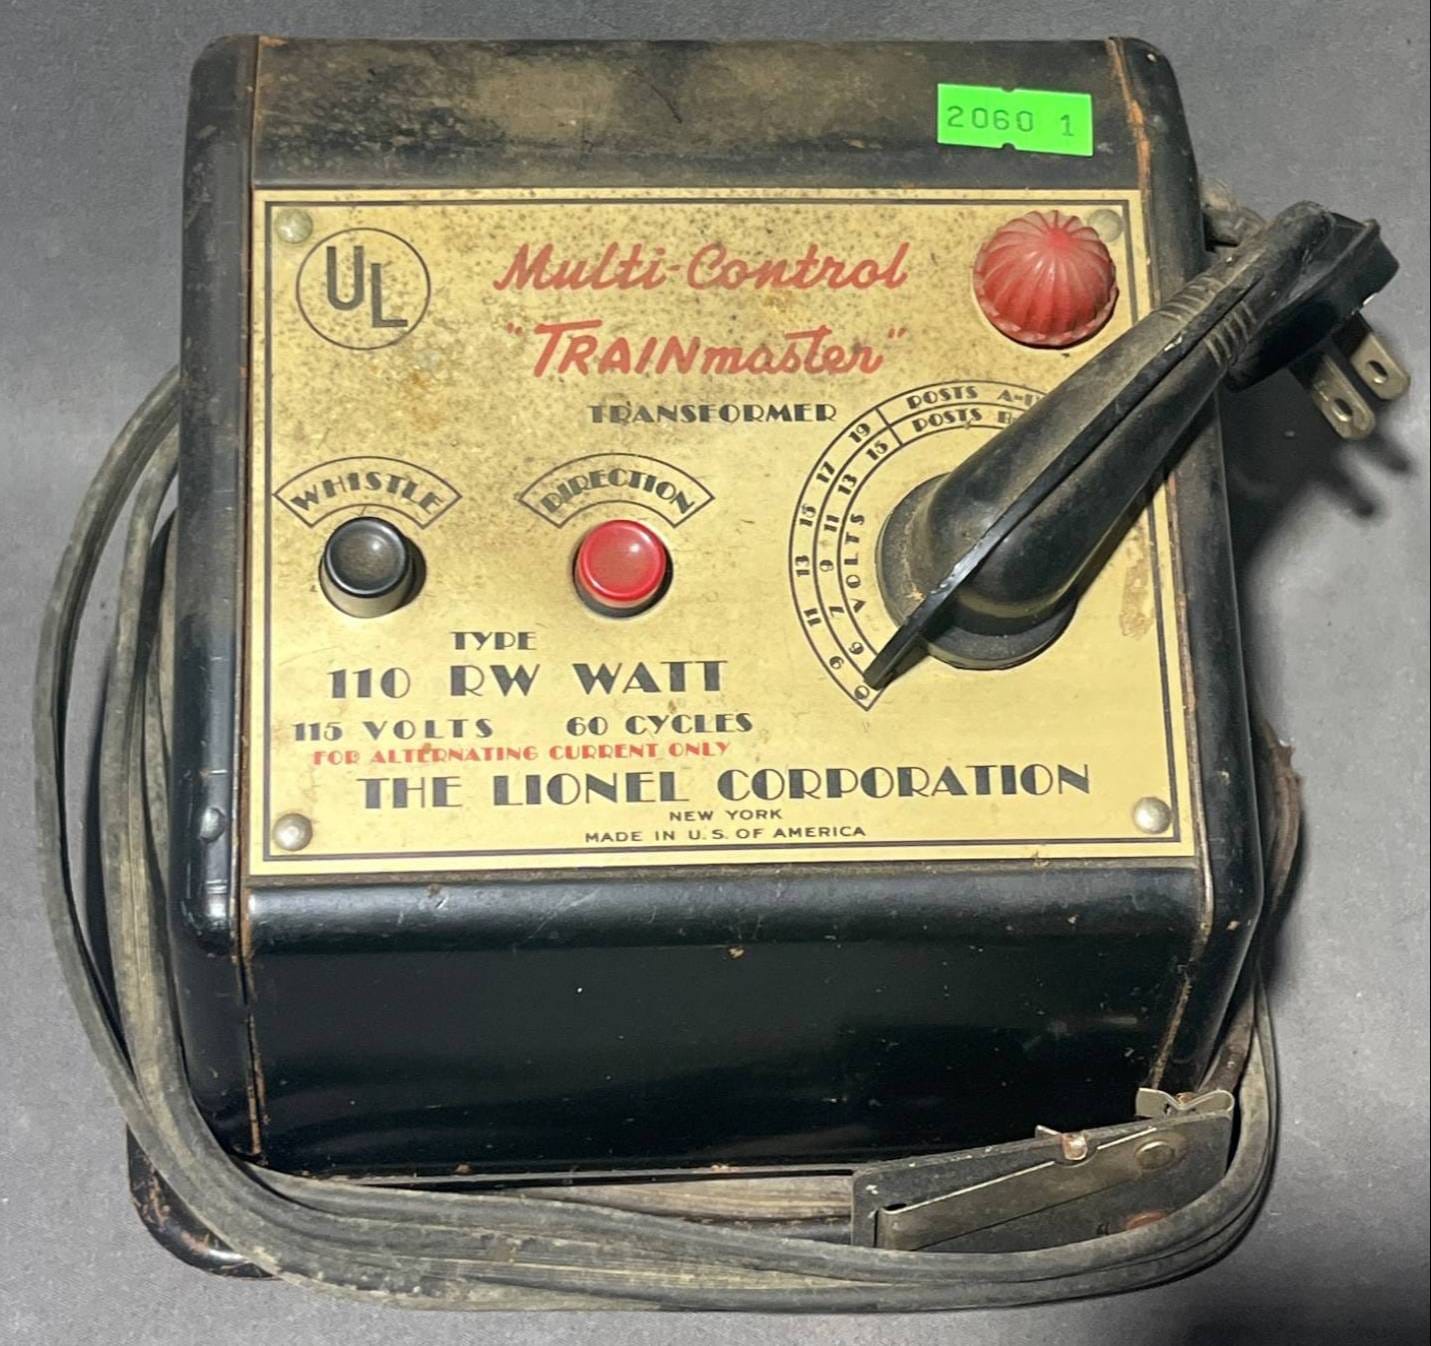 2060 1
UL
Multi-Control
"TRAINmaster"
TRANSFORMER
POSTS
POSTS
19 17 15 13 11 9
15 13 11 9 7 6
VOLTS
0
WHISTLE
DIRECTION
TYPE
110 RW WATT
115 VOLTS 60 CYCLES
FOR ALTERNATING CURRENT ONLY
THE LIONEL CORPORATION
NEW YORK
MADE IN U.S. OF AMERICA